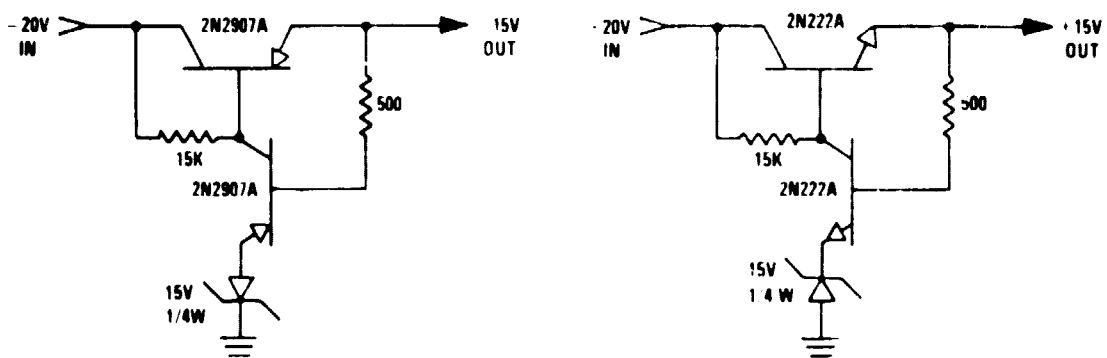 - 20V
IN
2N2907A
15V
OUT
500
15K
2N2907A
15V
1/4W
- 20V
IN
2N222A
+ 15V
OUT
500
15K
2N222A
15V
1/4 W